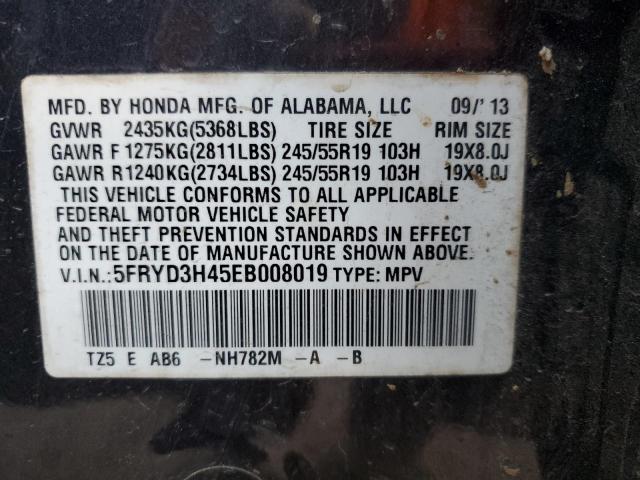 MFD. BY HONDA MFG. OF ALABAMA, LLC 09/'13
GVWR 2435KG(5368LBS) TIRE SIZE RIM SIZE
GAWR F1275KG(2811LBS) 245/55R19 103H 19X8.0J
GAWR R1240KG(2734LBS) 245/55R19 103H 19X8.0J
THIS VEHICLE CONFORMS TO ALL APPLICABLE
FEDERAL MOTOR VEHICLE SAFETY
AND THEFT PREVENTION STANDARDS IN EFFECT
ON THE DATE OF MANUFACTURE SHOWN ABOVE.
V.I.N.:5FRYD3H45EB008019 TYPE: MPV
TZ5 E AB6 -NH782M -A -B